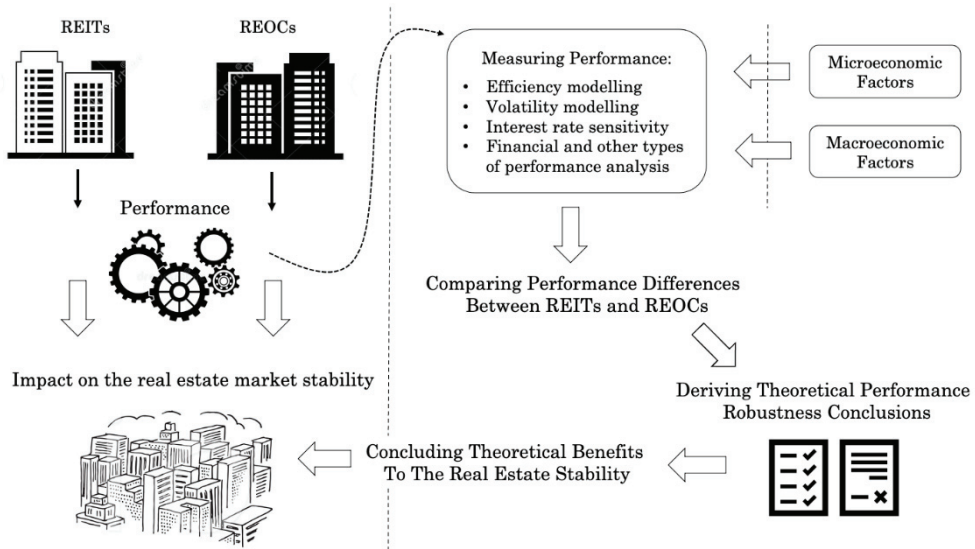 REITs
REOCs
Performance
Impact on the real estate market stability
Measuring Performance:
• Efficiency modelling
• Volatility modelling
• Interest rate sensitivity
• Financial and other types
of performance analysis
Microeconomic
Factors
Macroeconomic
Factors
Comparing Performance Differences
Between REITs and REOCs
Deriving Theoretical Performance
Robustness Conclusions
Concluding Theoretical Benefits
To The Real Estate Stability